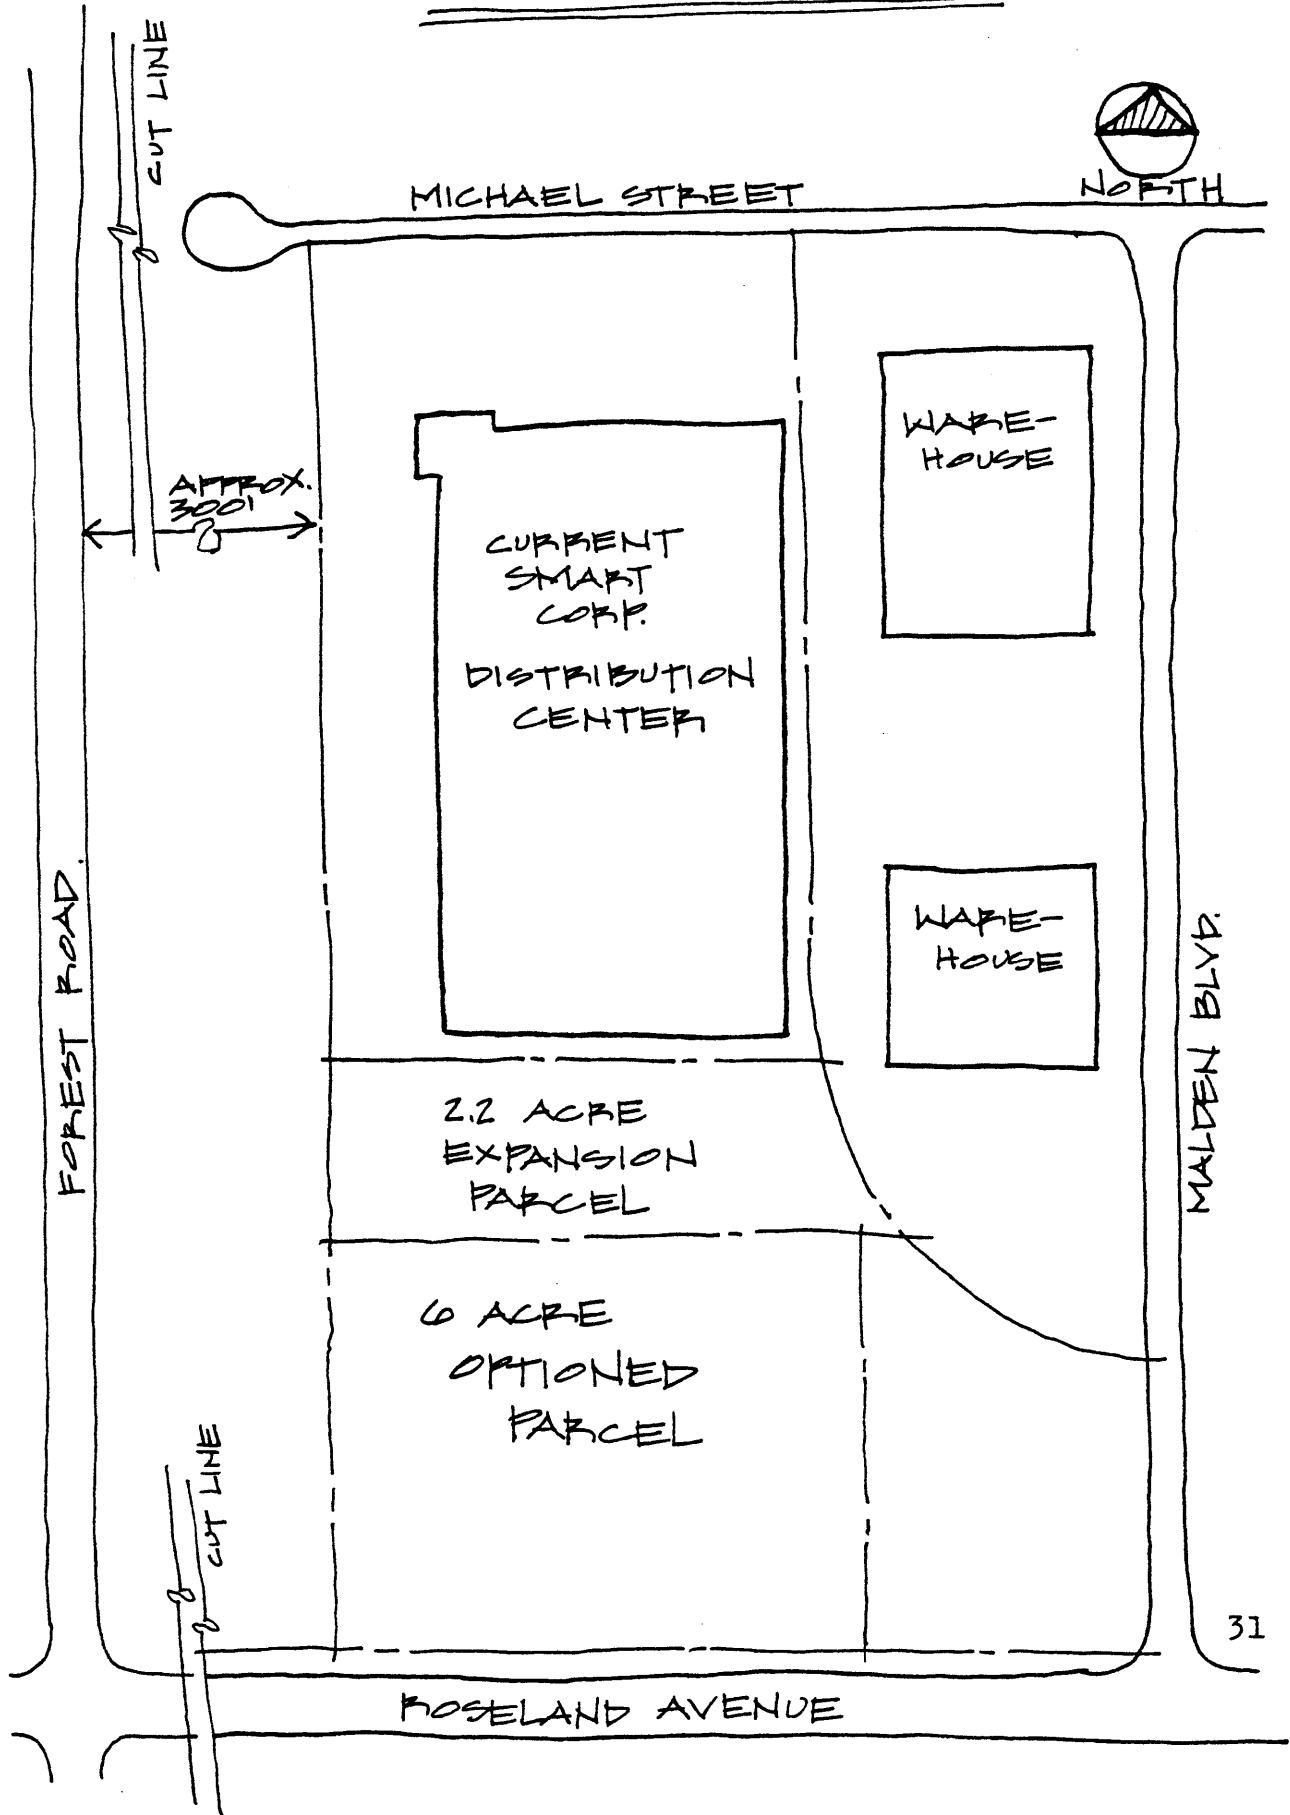 CUT LINE
MICHAEL STREET
NORTH
WARE-
HOUSE
APPROX.
300'
CURRENT
SMART
CORP.
DISTRIBUTION
CENTER
FOREST ROAD.
WARE-
HOUSE
MALDEN BLVD.
2.2 ACRE
EXPANSION
PARCEL
6 ACRE
OPTIONED
PARCEL
CUT LINE
31
ROSELAND AVENUE